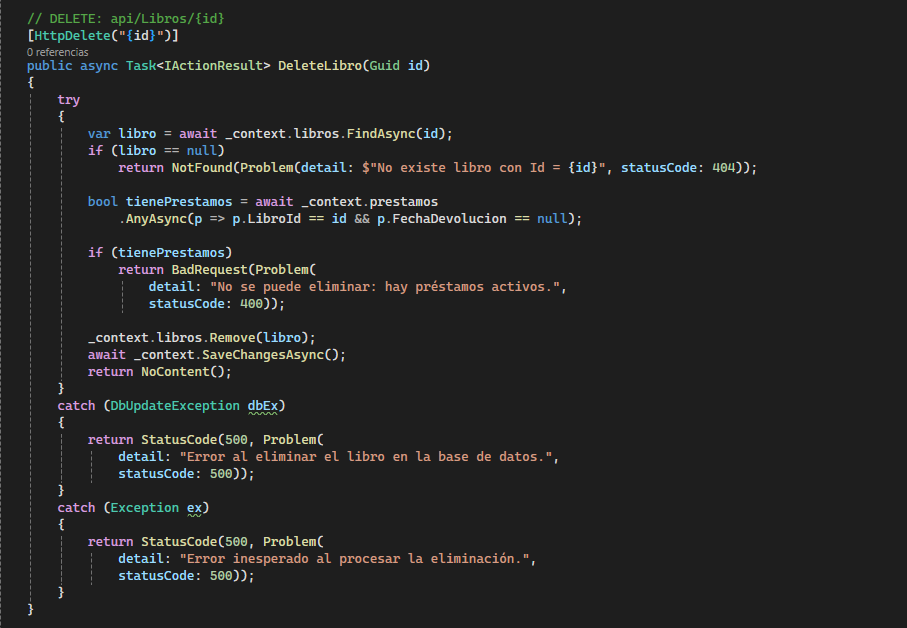 // DELETE: api/Libros/{id}
[HttpDelete("{id}")]
0 referencias
public async Task<IActionResult> DeleteLibro(Guid id)
{
try
{
var libro = await _context.libros.FindAsync(id);
if (libro == null)
return NotFound(Problem(detail: $"No existe libro con Id = {id}", statusCode: 404));
bool tienePrestamos = await _context.prestamos
.AnyAsync(p => p.LibroId == id && p.FechaDevolucion == null);
if (tienePrestamos)
return BadRequest(Problem(
detail: "No se puede eliminar: hay préstamos activos.",
statusCode: 400));
_context.libros.Remove(libro);
await _context.SaveChangesAsync();
return NoContent();
}
catch (DbUpdateException dbEx)
{
return StatusCode(500, Problem(
detail: "Error al eliminar el libro en la base de datos.",
statusCode: 500));
}
catch (Exception ex)
{
return StatusCode(500, Problem(
detail: "Error inesperado al procesar la eliminación.",
statusCode: 500));
}
}